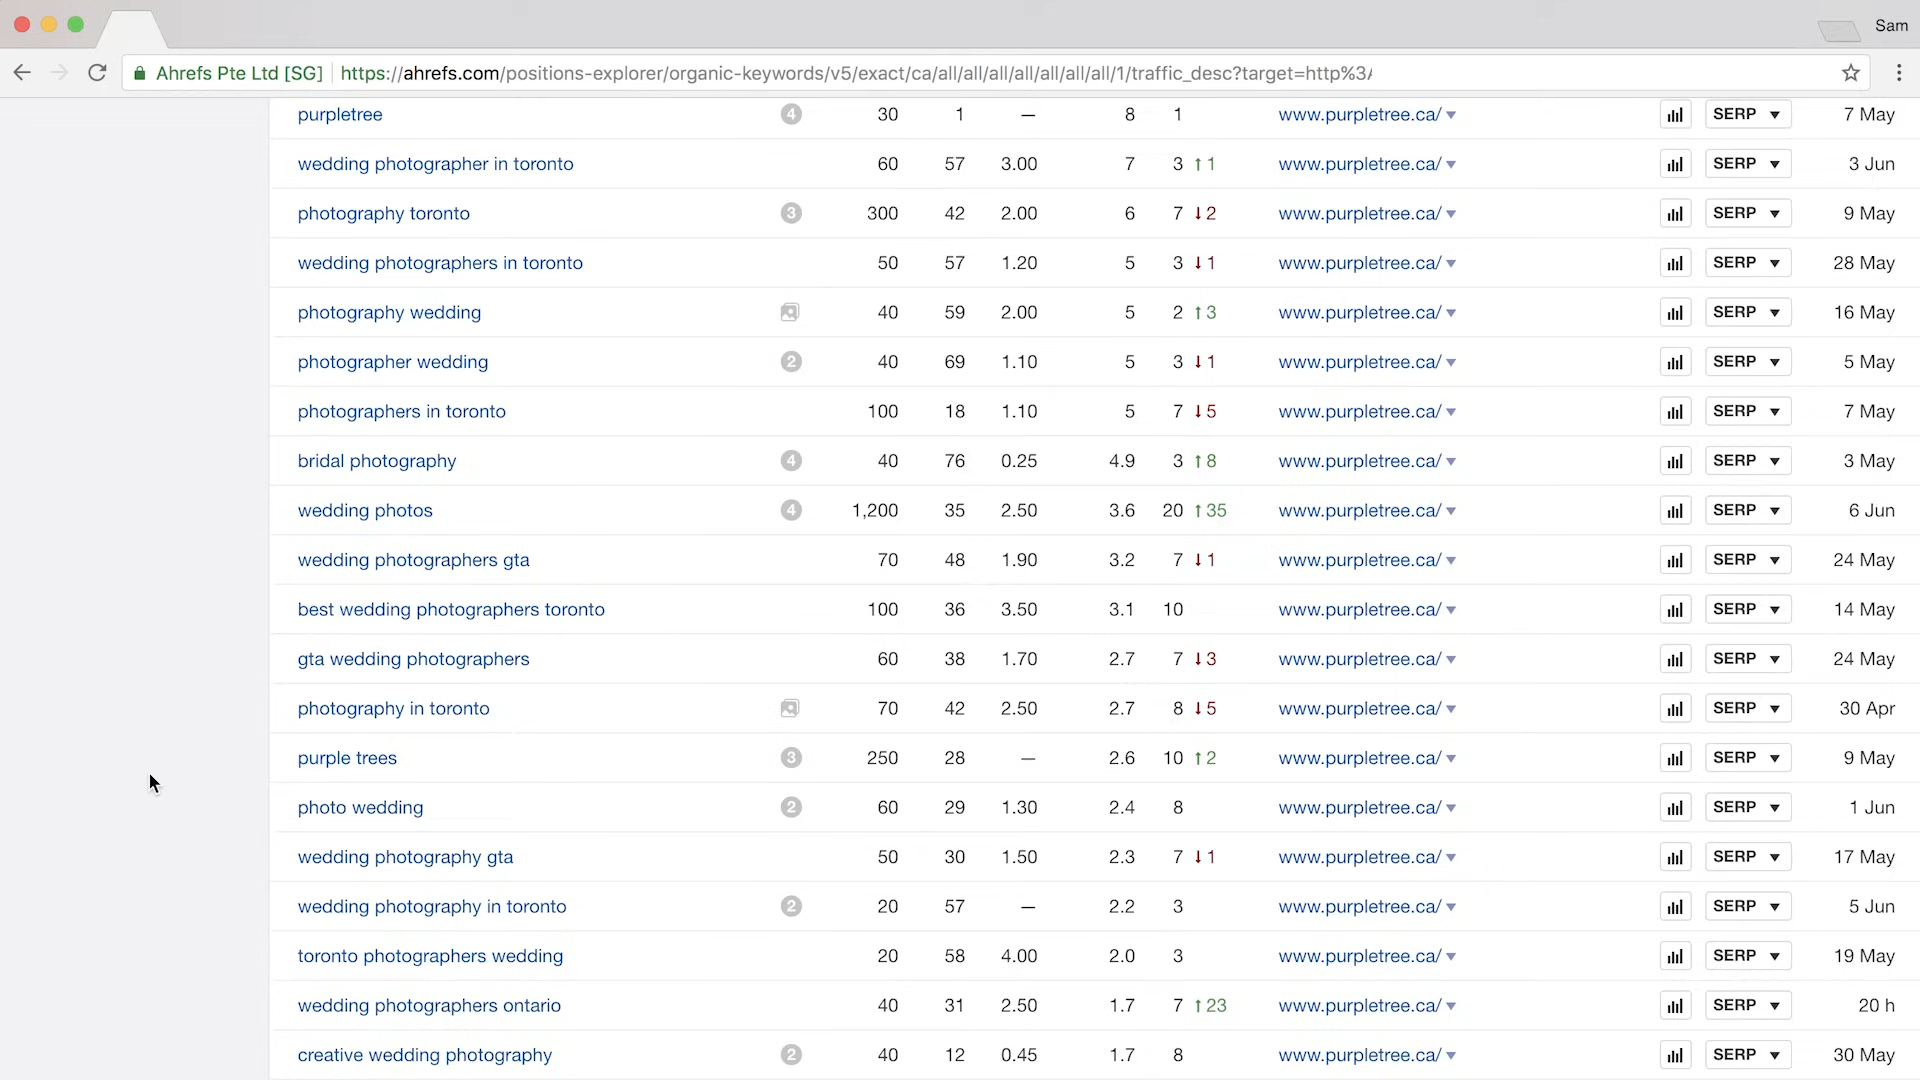 Sam
Ahrefs Pte Ltd [SG] https://ahrefs.com/positions-explorer/organic-keywords/v5/exact/ca/all/all/all/all/all/all/all/1/traffic_desc?target=http%3A
purpletree 4 30 1 — 8 1 www.purpletree.ca/ SERP 7 May
wedding photographer in toronto 60 57 3.00 7 3 ↑1 www.purpletree.ca/ SERP 3 Jun
photography toronto 3 300 42 2.00 6 7 ↓2 www.purpletree.ca/ SERP 9 May
wedding photographers in toronto 50 57 1.20 5 3 ↓1 www.purpletree.ca/ SERP 28 May
photography wedding 40 59 2.00 5 2 ↑3 www.purpletree.ca/ SERP 16 May
photographer wedding 2 40 69 1.10 5 3 ↓1 www.purpletree.ca/ SERP 5 May
photographers in toronto 100 18 1.10 5 7 ↓5 www.purpletree.ca/ SERP 7 May
bridal photography 4 40 76 0.25 4.9 3 ↑8 www.purpletree.ca/ SERP 3 May
wedding photos 4 1,200 35 2.50 3.6 20 ↑35 www.purpletree.ca/ SERP 6 Jun
wedding photographers gta 70 48 1.90 3.2 7 ↓1 www.purpletree.ca/ SERP 24 May
best wedding photographers toronto 100 36 3.50 3.1 10 www.purpletree.ca/ SERP 14 May
gta wedding photographers 60 38 1.70 2.7 7 ↓3 www.purpletree.ca/ SERP 24 May
photography in toronto 70 42 2.50 2.7 8 ↓5 www.purpletree.ca/ SERP 30 Apr
purple trees 3 250 28 — 2.6 10 ↑2 www.purpletree.ca/ SERP 9 May
photo wedding 2 60 29 1.30 2.4 8 www.purpletree.ca/ SERP 1 Jun
wedding photography gta 50 30 1.50 2.3 7 ↓1 www.purpletree.ca/ SERP 17 May
wedding photography in toronto 2 20 57 — 2.2 3 www.purpletree.ca/ SERP 5 Jun
toronto photographers wedding 20 58 4.00 2.0 3 www.purpletree.ca/ SERP 19 May
wedding photographers ontario 40 31 2.50 1.7 7 ↑23 www.purpletree.ca/ SERP 20 h
creative wedding photography 2 40 12 0.45 1.7 8 www.purpletree.ca/ SERP 30 May